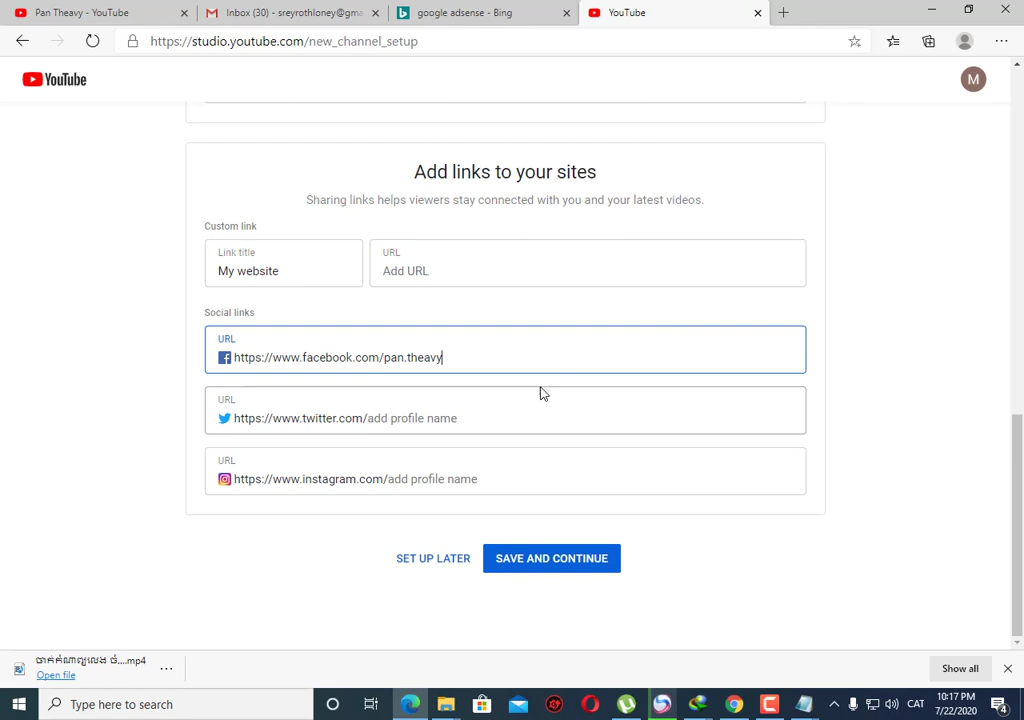 Pan Theavy - YouTube
Inbox (30) - sreyrothloney@gma
google adsense - Bing
YouTube
https://studio.youtube.com/new_channel_setup
YouTube
M
Add links to your sites
Sharing links helps viewers stay connected with you and your latest videos.
Custom link
Link title
My website
URL
Add URL
Social links
URL
https://www.facebook.com/pan.theavy
URL
https://www.twitter.com/add profile name
URL
https://www.instagram.com/add profile name
SET UP LATER
SAVE AND CONTINUE
Open file
Show all
Type here to search
CAT
10:17 PM
7/22/2020
4